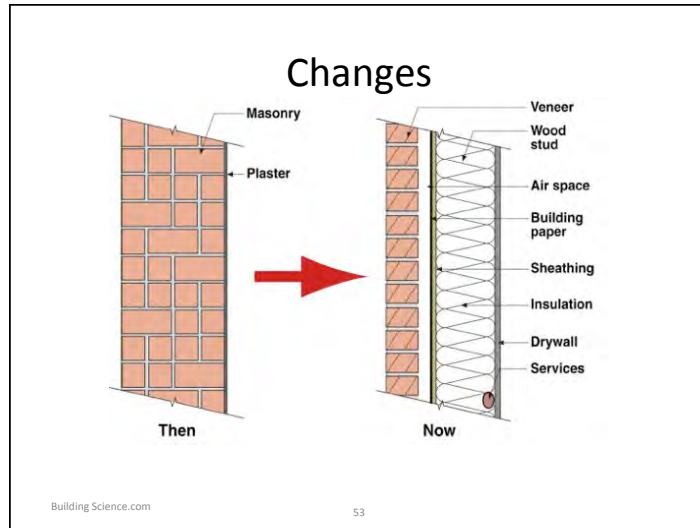 Changes
Masonry
Plaster
Then
Veneer
Wood
stud
Air space
Building
paper
Sheathing
Insulation
Drywall
Services
Now
Building Science.com
53